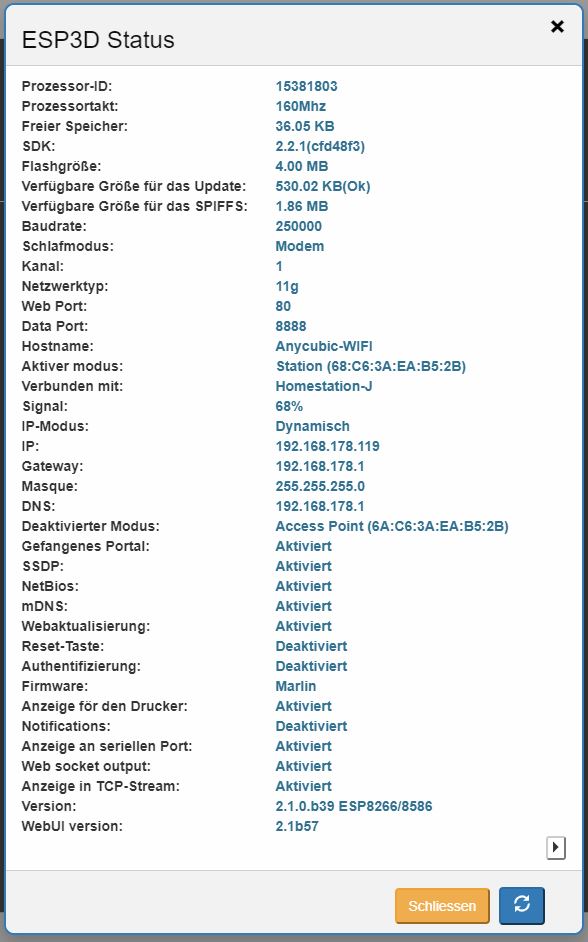 ESP3D Status
Prozessor-ID: 15381803
Prozessortakt: 160Mhz
Freier Speicher: 36.05 KB
SDK: 2.2.1(cfd48f3)
Flashgröße: 4.00 MB
Verfügbare Größe für das Update: 530.02 KB(Ok)
Verfügbare Größe für das SPIFFS: 1.86 MB
Baudrate: 250000
Schlafmodus: Modem
Kanal: 1
Netzwerktyp: 11g
Web Port: 80
Data Port: 8888
Hostname: Anycubic-WIFI
Aktiver modus: Station (68:C6:3A:EA:B5:2B)
Verbunden mit: Homestation-J
Signal: 68%
IP-Modus: Dynamisch
IP: 192.168.178.119
Gateway: 192.168.178.1
Masque: 255.255.255.0
DNS: 192.168.178.1
Deaktivierter Modus: Access Point (6A:C6:3A:EA:B5:2B)
Gefangenes Portal: Aktiviert
SSDP: Aktiviert
NetBios: Aktiviert
mDNS: Aktiviert
Webaktualisierung: Aktiviert
Reset-Taste: Deaktiviert
Authentifizierung: Deaktiviert
Firmware: Marlin
Anzeige för den Drucker: Aktiviert
Notifications: Deaktiviert
Anzeige an seriellen Port: Aktiviert
Web socket output: Aktiviert
Anzeige in TCP-Stream: Aktiviert
Version: 2.1.0.b39 ESP8266/8586
WebUI version: 2.1b57
Schliessen